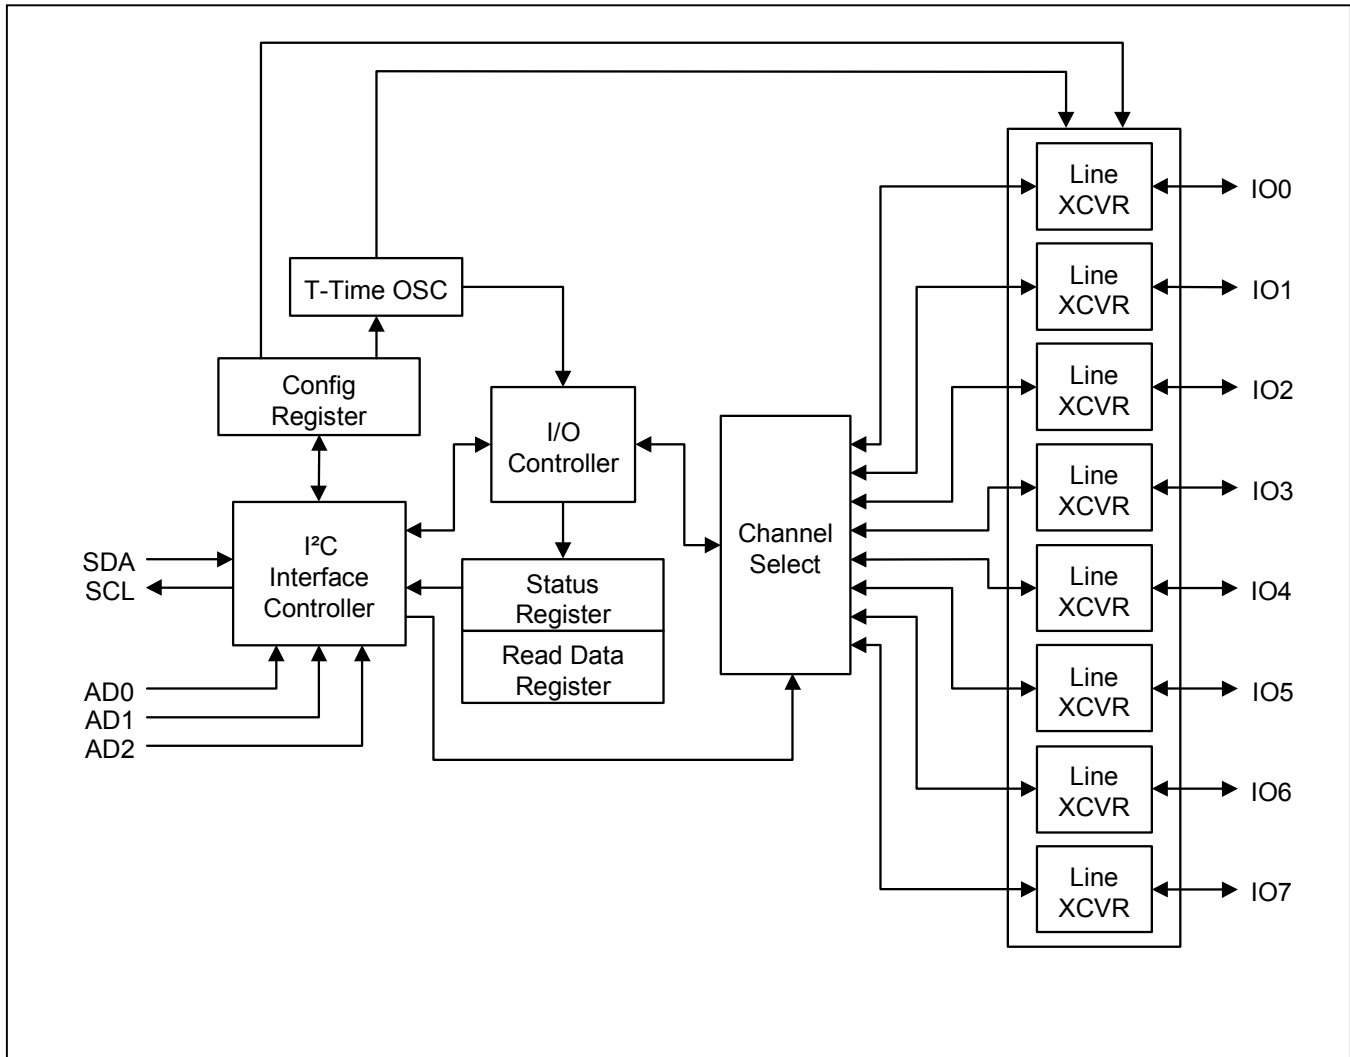 Line
XCVR
IO0
T-Time OSC
Line
XCVR
IO1
Config
Register
Line
XCVR
IO2
I/O
Controller
Line
XCVR
IO3
I²C
Interface
Controller
SDA
SCL
Channel
Select
Status
Register
Line
XCVR
IO4
Read Data
Register
AD0
AD1
AD2
Line
XCVR
IO5
Line
XCVR
IO6
Line
XCVR
IO7